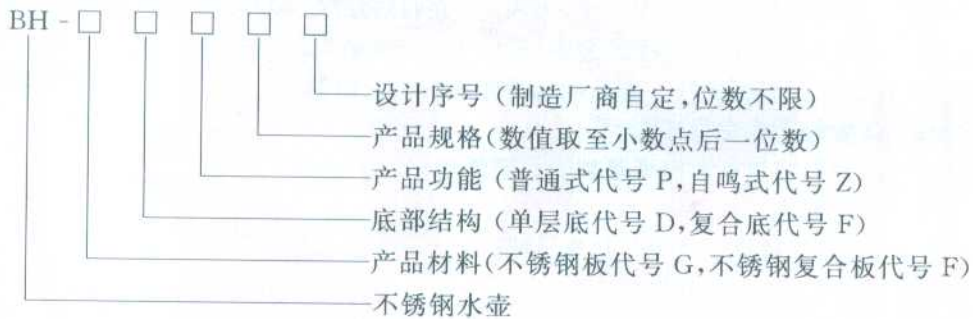 BH-□ □ □ □ □
设计序号（制造厂商自定,位数不限）
产品规格(数值取至小数点后一位数）
产品功能（普通式代号 P,自鸣式代号 Z）
底部结构（单层底代号 D,复合底代号 F）
产品材料(不锈钢板代号 G,不锈钢复合板代号 F）
不锈钢水壶